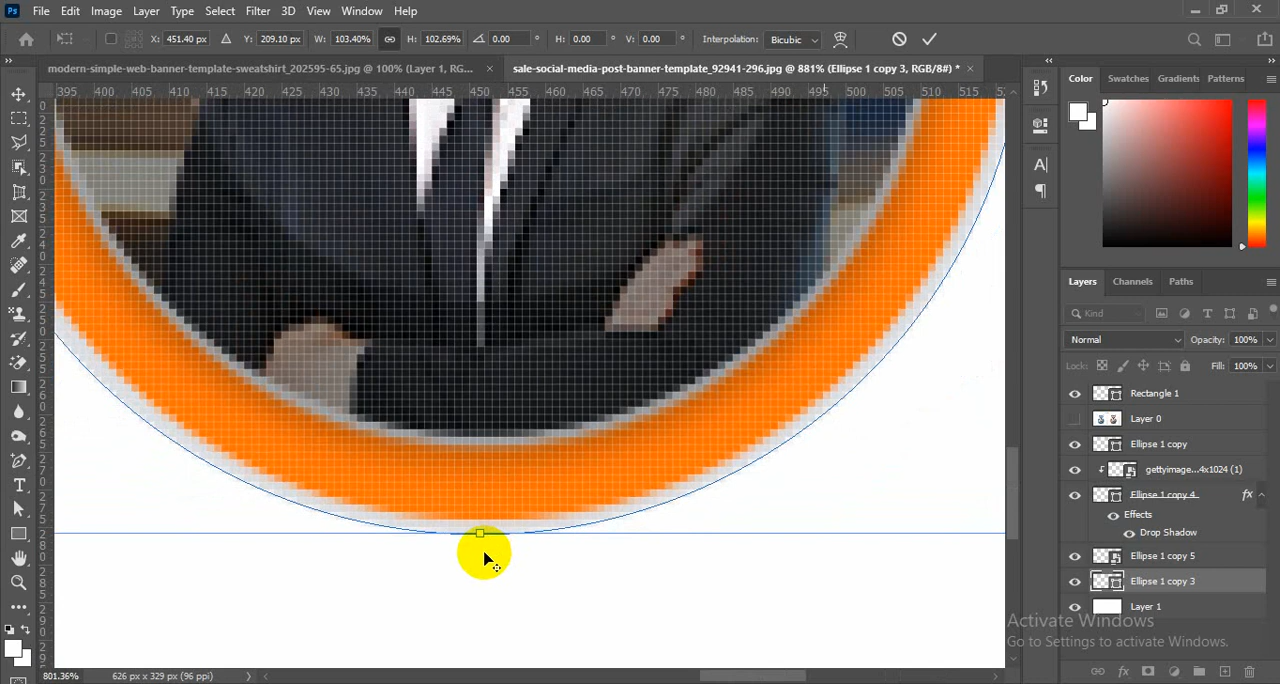 Ps File Edit Image Layer Type Select Filter 3D View Window Help
X: 451.40 px Y: 209.10 px W: 103.40% H: 102.69% 0.00 ° H: 0.00 ° V: 0.00 ° Interpolation: Bicubic
modern-simple-web-banner-template-sweatshirt_202595-65.jpg @ 100% (Layer 1, RG... × sale-social-media-post-banner-template_92941-296.jpg @ 881% (Ellipse 1 copy 3, RGB/8#) * ×
395 400 405 410 415 420 425 430 435 440 445 450 455 460 465 470 475 480 485 490 495 500 505 510 515
Color Swatches Gradients Patterns
Layers Channels Paths
Kind
Normal Opacity: 100%
Lock: Fill: 100%
Rectangle 1
Layer 0
Ellipse 1 copy
gettyimage...4x1024 (1)
Ellipse 1 copy 4 fx
Effects
Drop Shadow
Ellipse 1 copy 5
Ellipse 1 copy 3
Layer 1
Activate Windows
Go to Settings to activate Windows.
801.36% 626 px x 329 px (96 ppi)